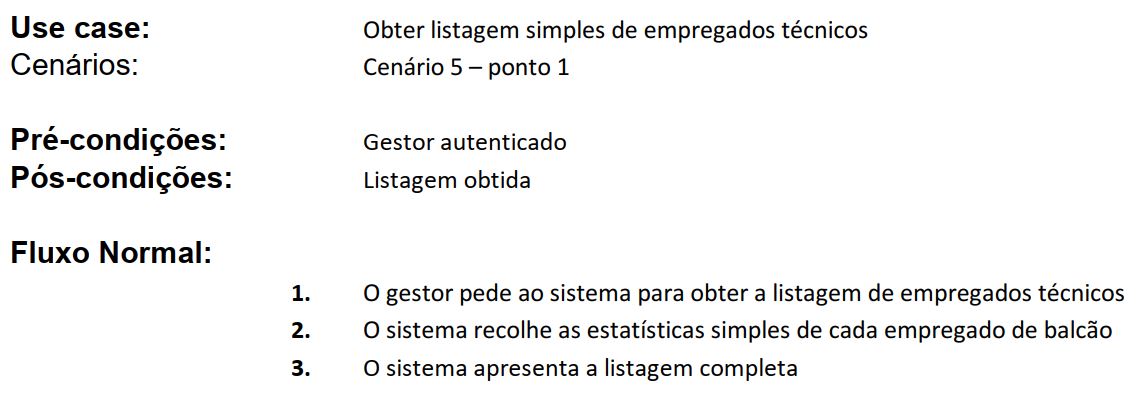 Use case: Obter listagem simples de empregados técnicos
Cenários: Cenário 5 – ponto 1
Pré-condições: Gestor autenticado
Pós-condições: Listagem obtida
Fluxo Normal:
1. O gestor pede ao sistema para obter a listagem de empregados técnicos
2. O sistema recolhe as estatísticas simples de cada empregado de balcão
3. O sistema apresenta a listagem completa